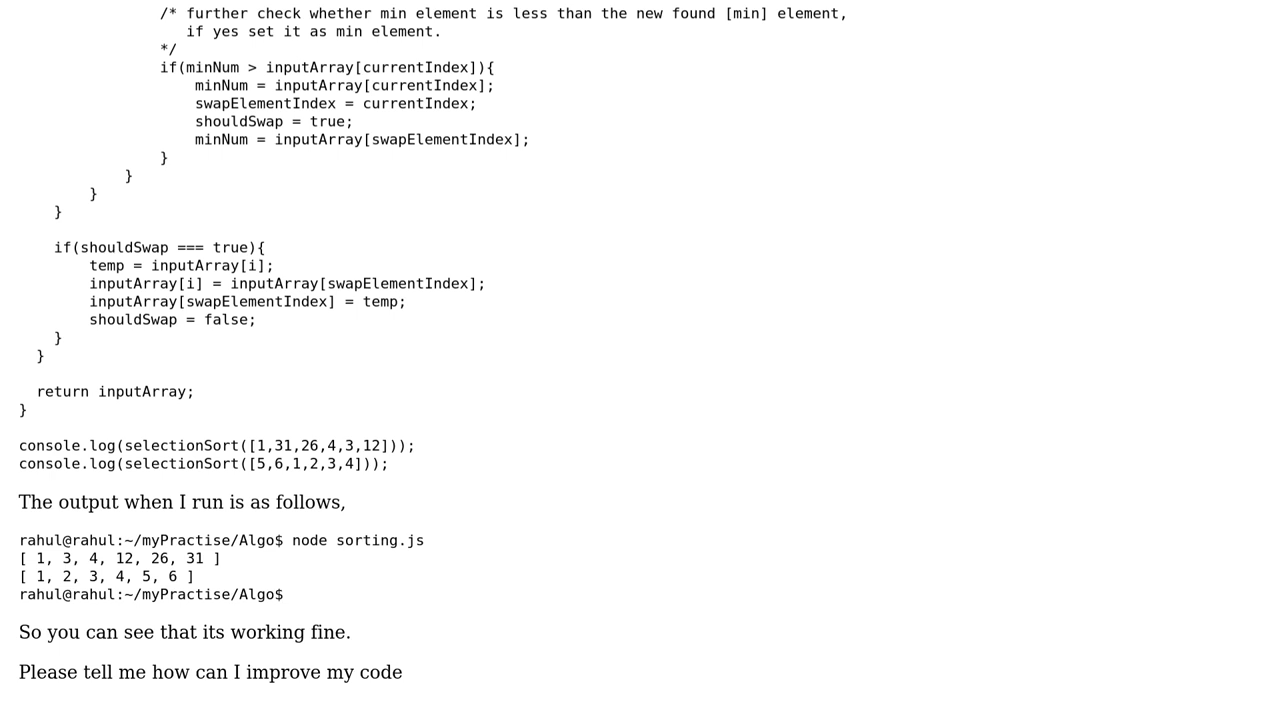 /* further check whether min element is less than the new found [min] element,
if yes set it as min element.
*/
if(minNum > inputArray[currentIndex]){
minNum = inputArray[currentIndex];
swapElementIndex = currentIndex;
shouldSwap = true;
minNum = inputArray[swapElementIndex];
}
}
}
}
if(shouldSwap === true){
temp = inputArray[i];
inputArray[i] = inputArray[swapElementIndex];
inputArray[swapElementIndex] = temp;
shouldSwap = false;
}
}
return inputArray;
}
console.log(selectionSort([1,31,26,4,3,12]));
console.log(selectionSort([5,6,1,2,3,4]));
The output when I run is as follows,
rahul@rahul:~/myPractise/Algo$ node sorting.js
[ 1, 3, 4, 12, 26, 31 ]
[ 1, 2, 3, 4, 5, 6 ]
rahul@rahul:~/myPractise/Algo$
So you can see that its working fine.
Please tell me how can I improve my code